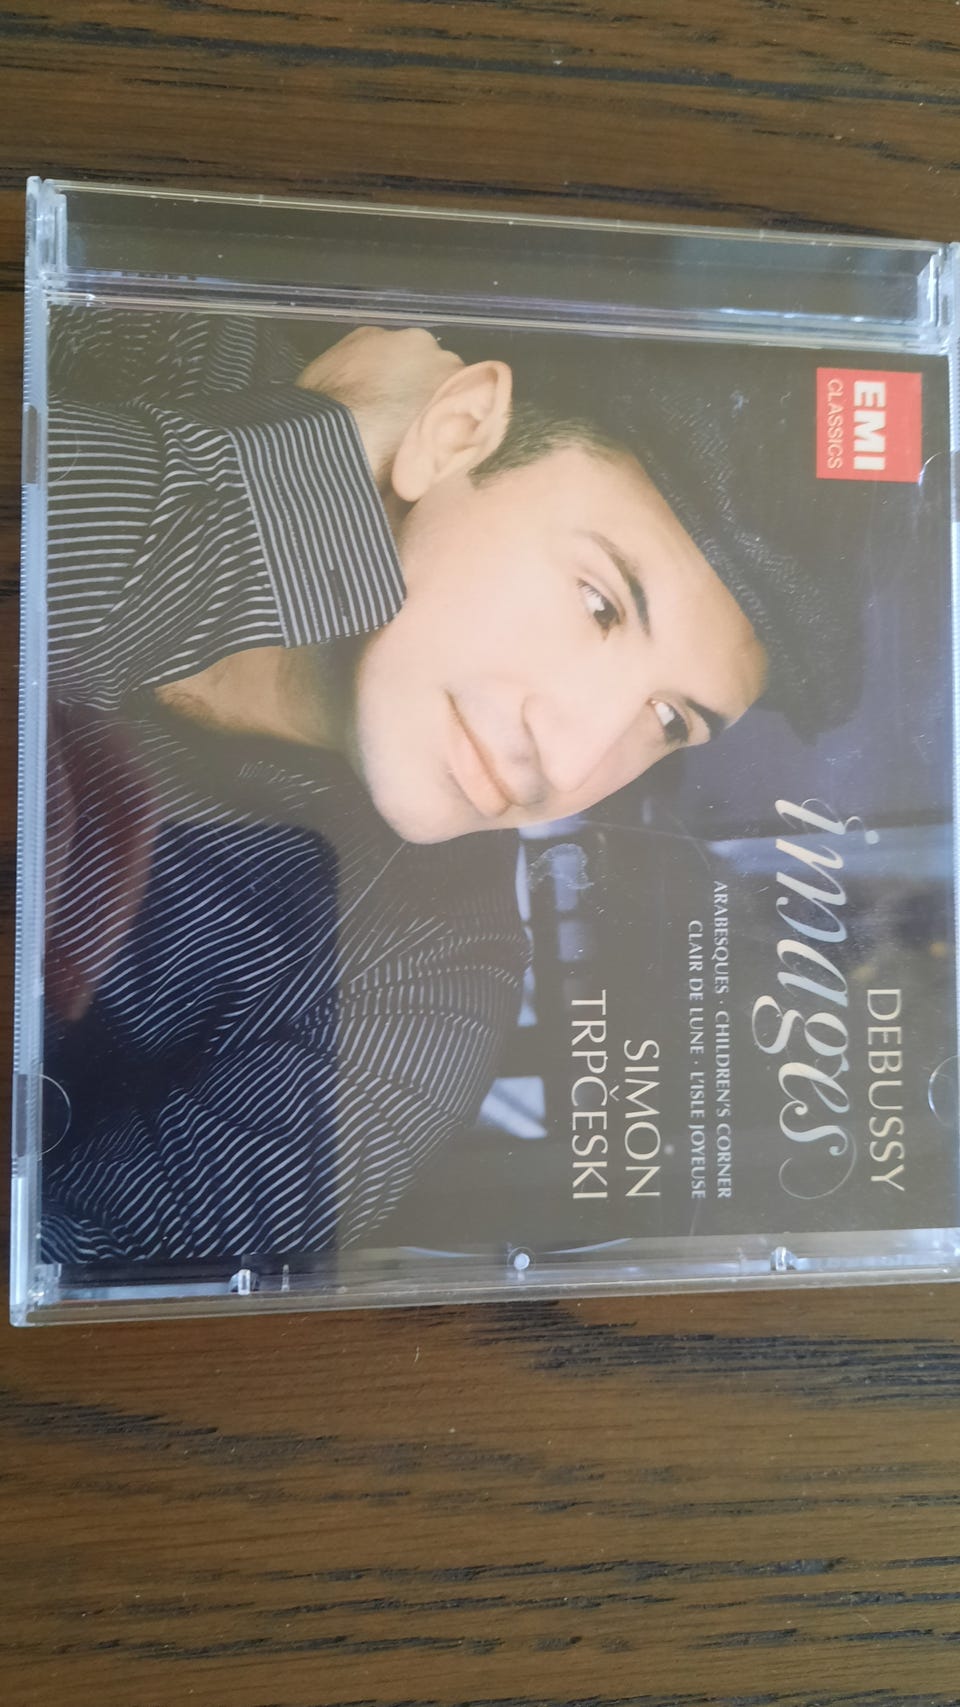 EMI
CLASSICS
DEBUSSY
images
ARABESQUES · CHILDREN'S CORNER
CLAIR DE LUNE · L'ISLE JOYEUSE
SIMON
TRPČESKI